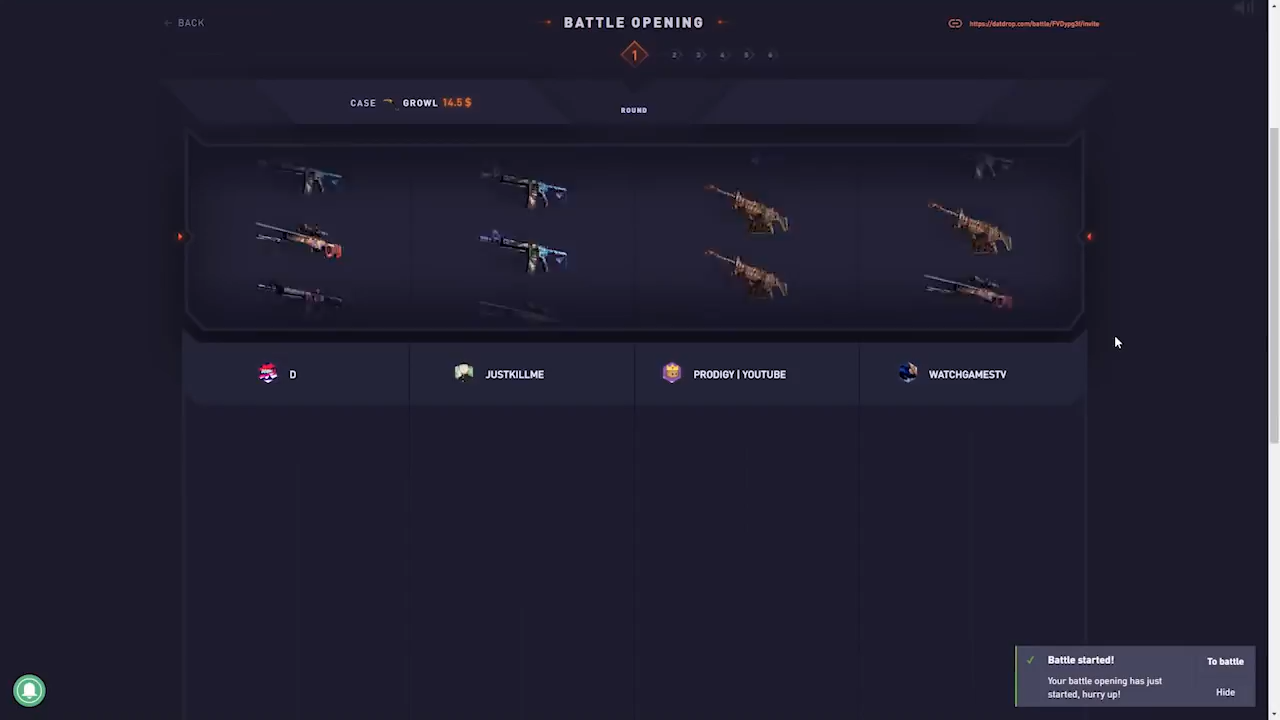 ← BACK
BATTLE OPENING
https://datdrop.com/battle/FVDypg3l/invite
1 2 3 4 5 6
CASE GROWL 14.5 $
ROUND
D
JUSTKILLME
PRODIGY | YOUTUBE
WATCHGAMESTV
Battle started!
To battle
Your battle opening has just
started, hurry up!
Hide